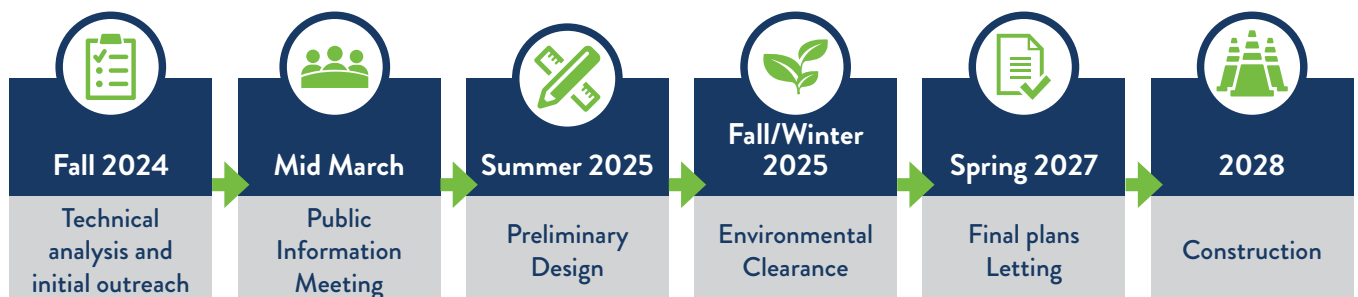 Fall 2024
Technical
analysis and
initial outreach
Mid March
Public
Information
Meeting
Summer 2025
Preliminary
Design
Fall/Winter
2025
Environmental
Clearance
Spring 2027
Final plans
Letting
2028
Construction